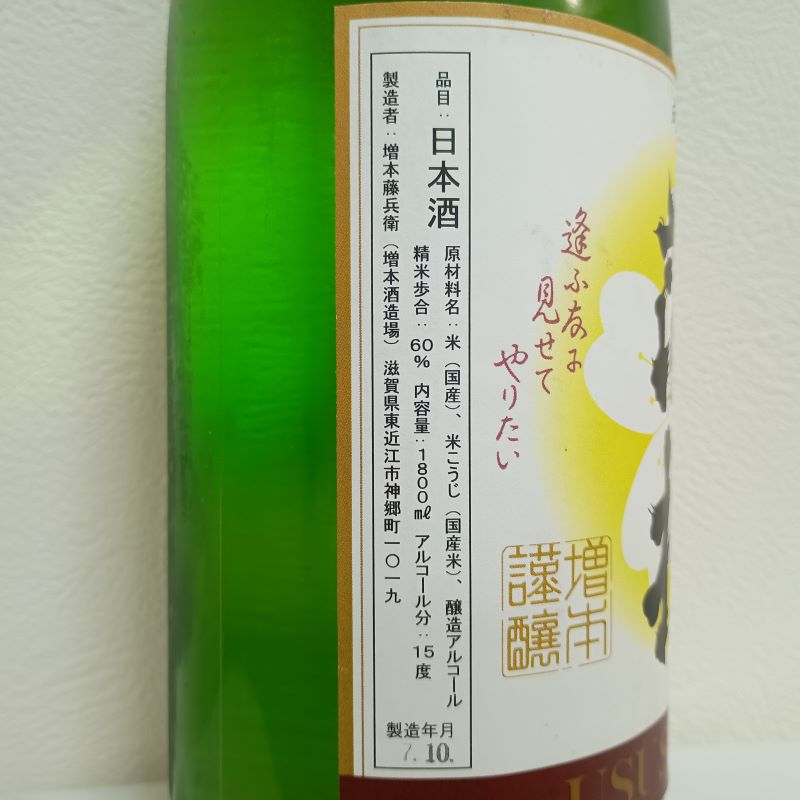 品目：日本酒
原材料名：米（国産）、米こうじ（国産米）、醸造アルコール
精米歩合：60％ 内容量：1800㎖ アルコール分：15度
製造者：増本藤兵衛（増本酒造場）滋賀県東近江市神郷町一〇一九
製造年月
7.10.
逢ふ友に
見せて
やりたい
増本
謹醸
USUS